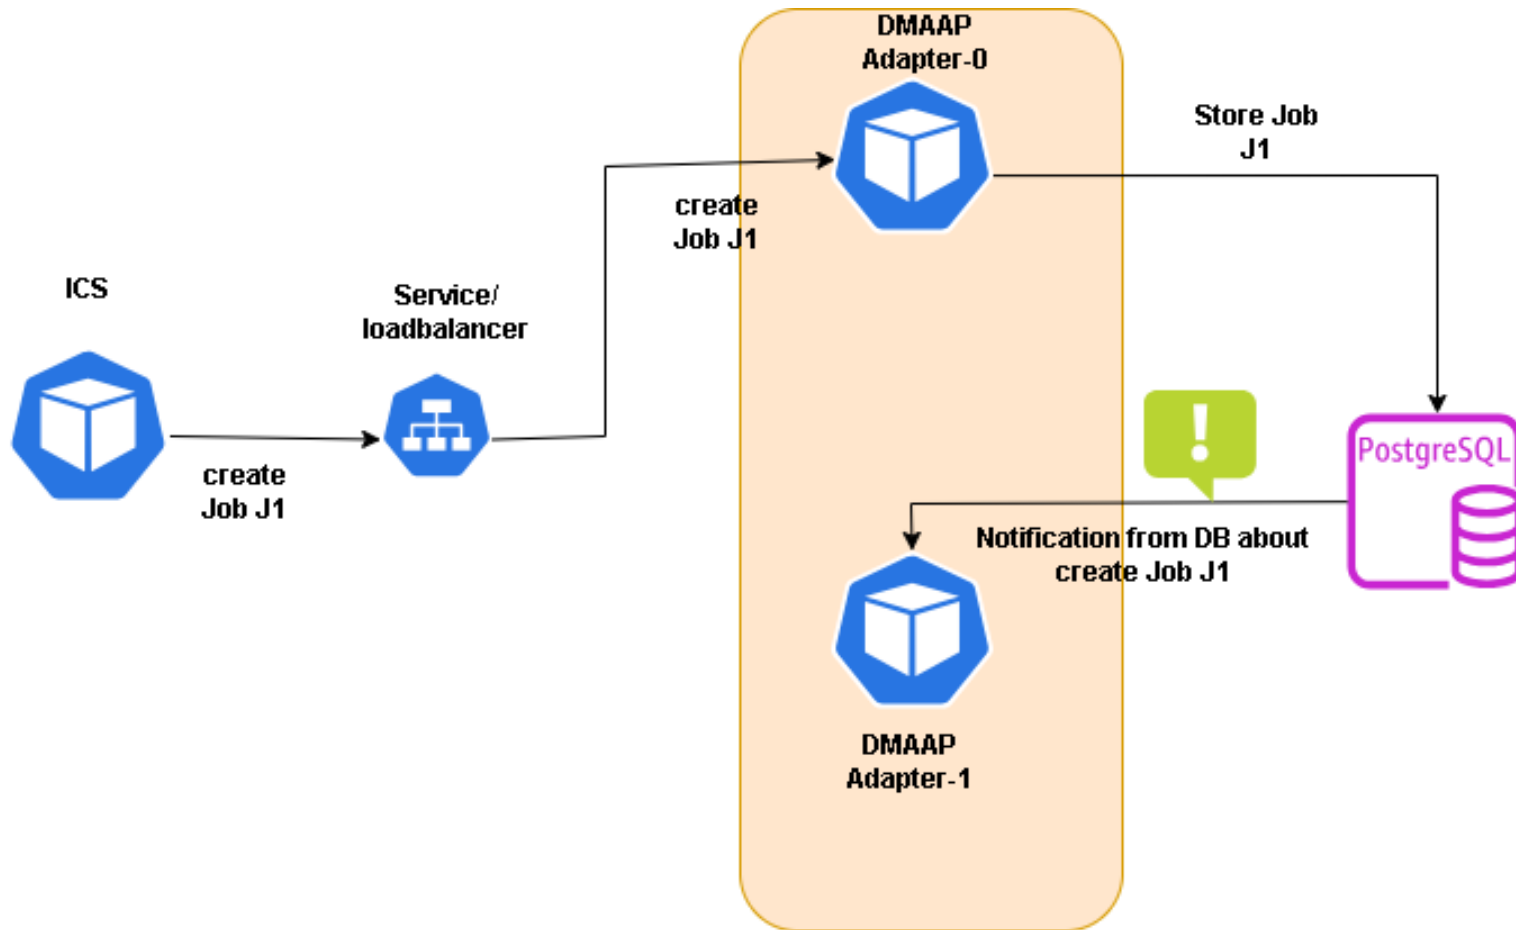 DMAAP
Adapter-0
Store Job
J1
create
Job J1
ICS
Service/
loadbalancer
create
Job J1
PostgreSQL
Notification from DB about
create Job J1
DMAAP
Adapter-1